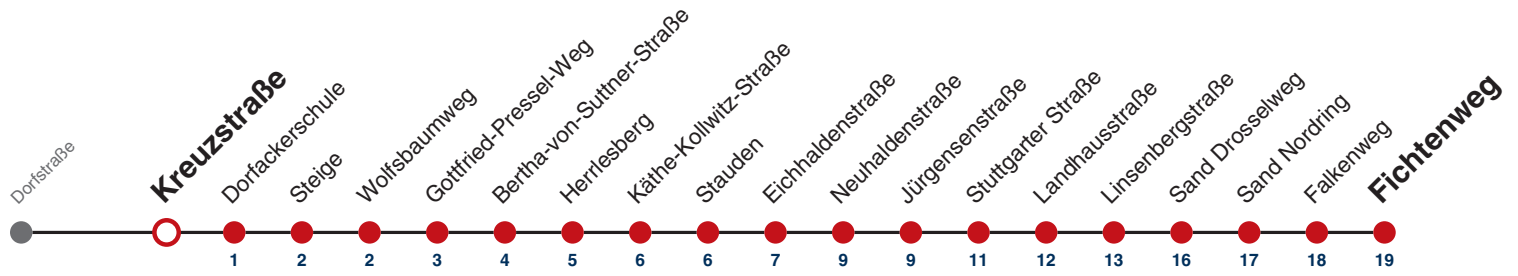 Dorfstraße
Kreuzstraße
Dorfackerschule
Steige
Wolfsbaumweg
Gottfried-Pressel-Weg
Bertha-von-Suttner-Straße
Herrlesberg
Käthe-Kollwitz-Straße
Stauden
Eichhaldenstraße
Neuhaldenstraße
Jürgensenstraße
Stuttgarter Straße
Landhausstraße
Linsenbergstraße
Sand Drosselweg
Sand Nordring
Falkenweg
Fichtenweg
1 2 2 3 4 5 6 6 7 9 9 11 12 13 16 17 18 19